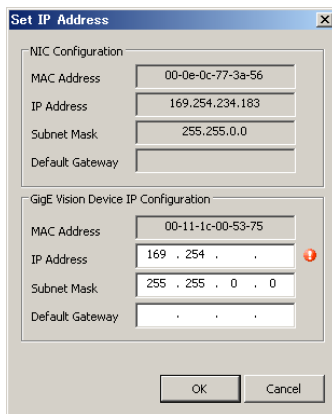 Set IP Address
NIC Configuration
MAC Address 00-0e-0c-77-3a-56
IP Address 169.254.234.183
Subnet Mask 255.255.0.0
Default Gateway
GigE Vision Device IP Configuration
MAC Address 00-11-1c-00-53-75
IP Address 169 . 254 . .
Subnet Mask 255 . 255 . 0 . 0
Default Gateway . . .
OK Cancel